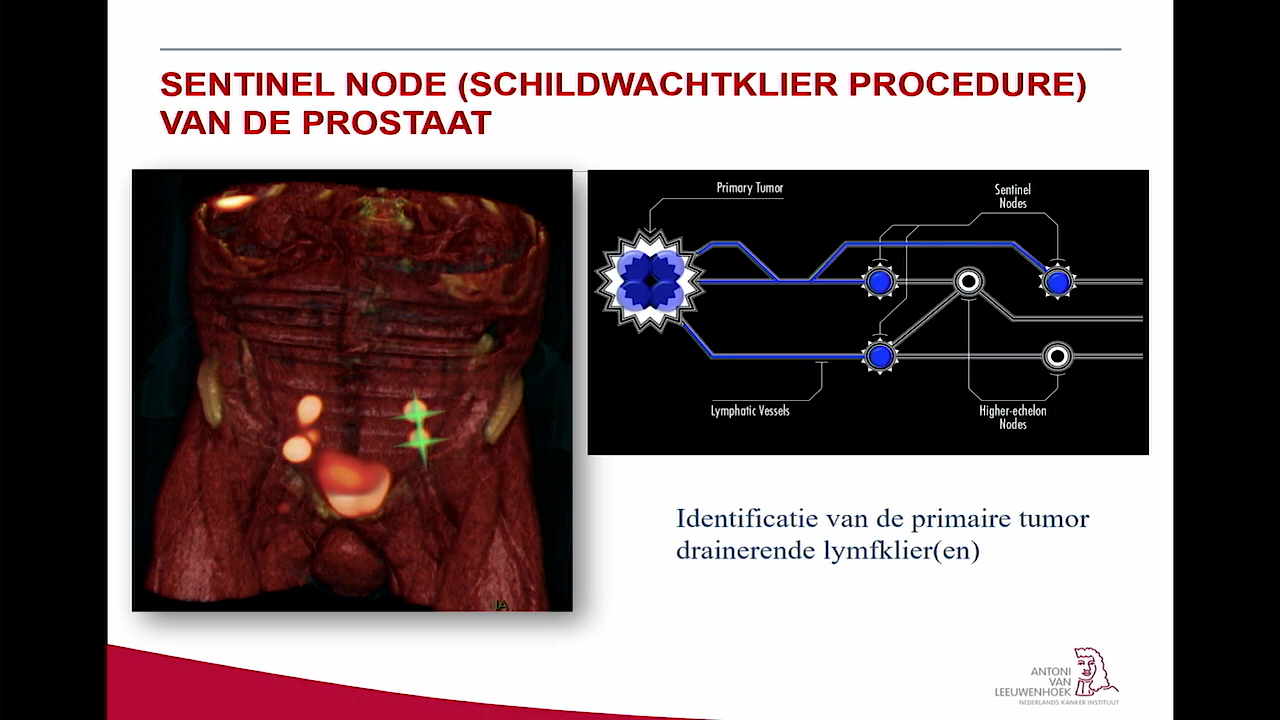 SENTINEL NODE (SCHILDWACHTKLIER PROCEDURE)
VAN DE PROSTAAT
Primary Tumor
Sentinel
Nodes
Lymphatic Vessels
Higher-echelon
Nodes
Identificatie van de primaire tumor
drainerende lymfklier(en)
IA
ANTONI
VAN
LEEUWENHOEK
NEDERLANDS KANKER INSTITUUT